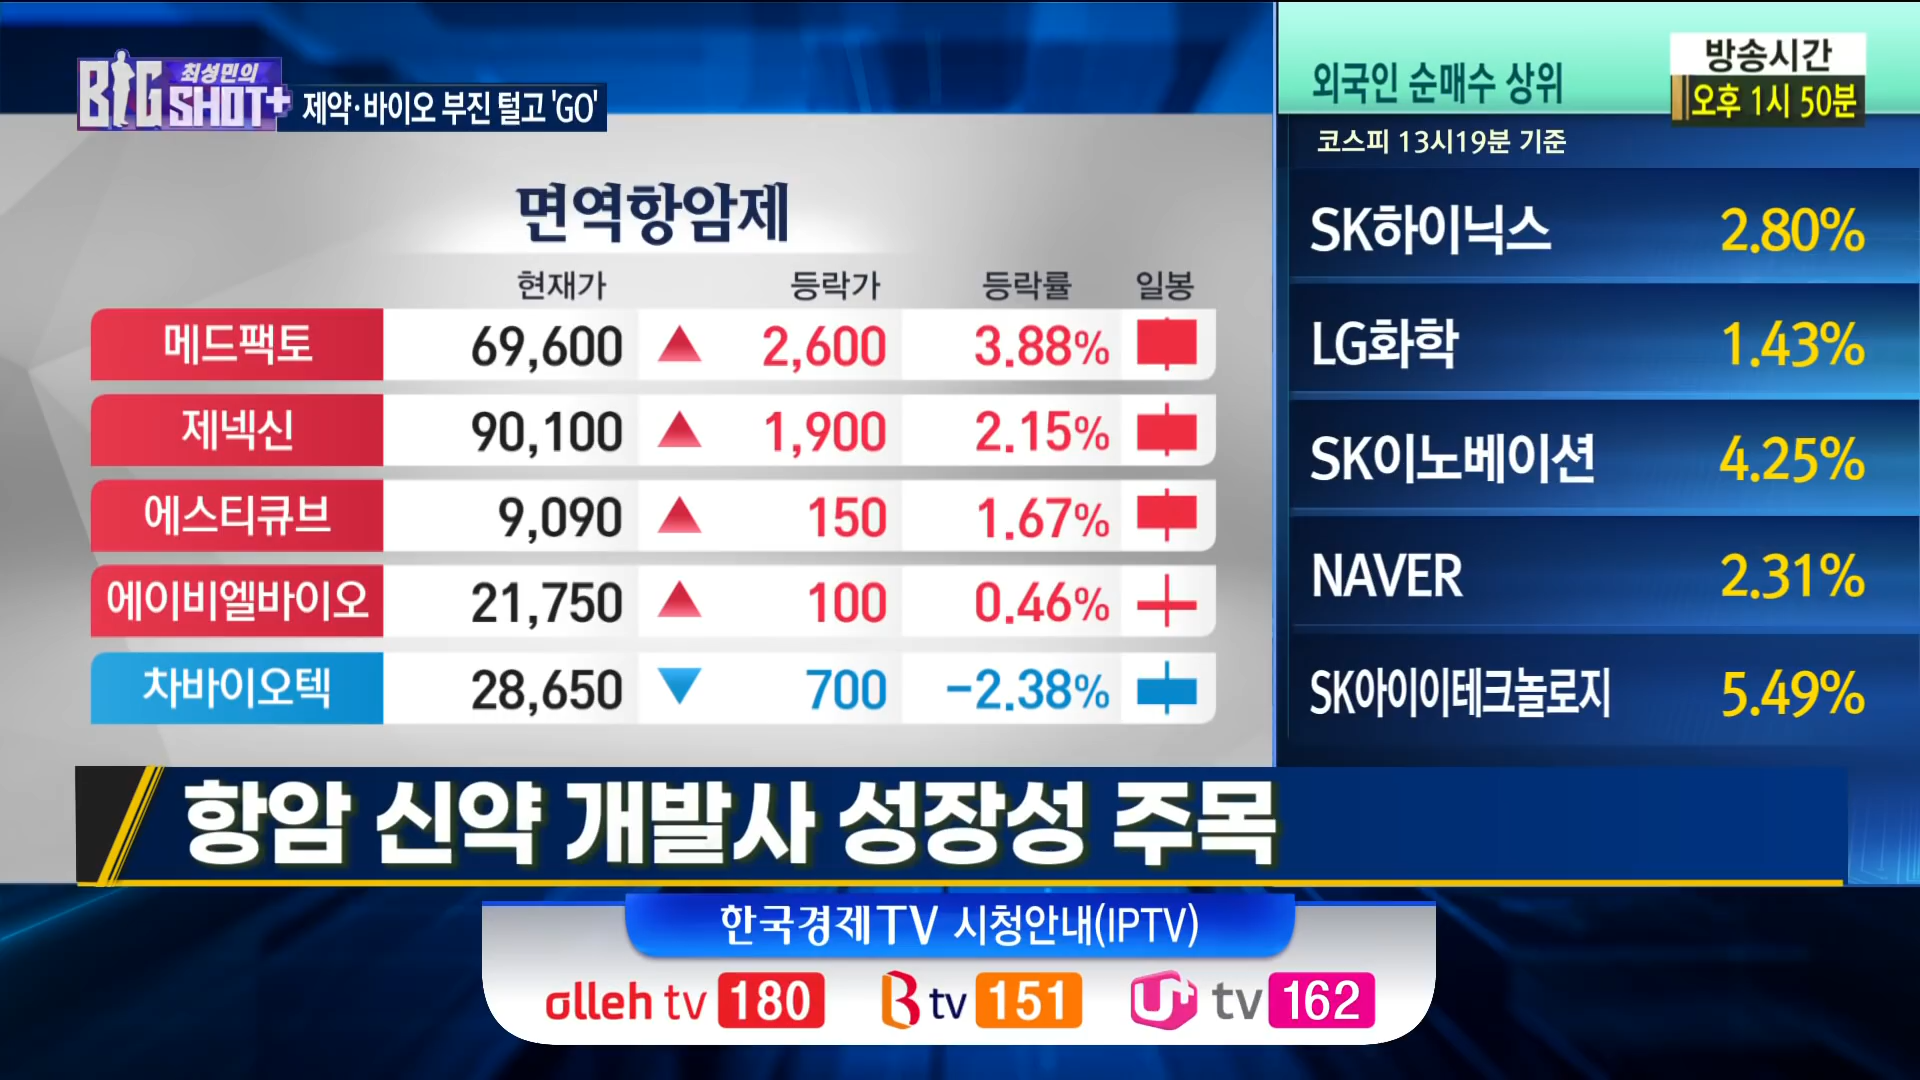 최성민의
BIG SHOT+
제약·바이오 부진 털고 'GO'
면역항암제
현재가 등락가 등락률 일봉
메드팩토 69,600 ▲ 2,600 3.88%
제넥신 90,100 ▲ 1,900 2.15%
에스티큐브 9,090 ▲ 150 1.67%
에이비엘바이오 21,750 ▲ 100 0.46%
차바이오텍 28,650 ▼ 700 -2.38%
외국인 순매수 상위
방송시간
오후 1시 50분
코스피 13시19분 기준
SK하이닉스 2.80%
LG화학 1.43%
SK이노베이션 4.25%
NAVER 2.31%
SK아이이테크놀로지 5.49%
항암 신약 개발사 성장성 주목
한국경제TV 시청안내(IPTV)
olleh tv 180 B tv 151 U+ tv 162